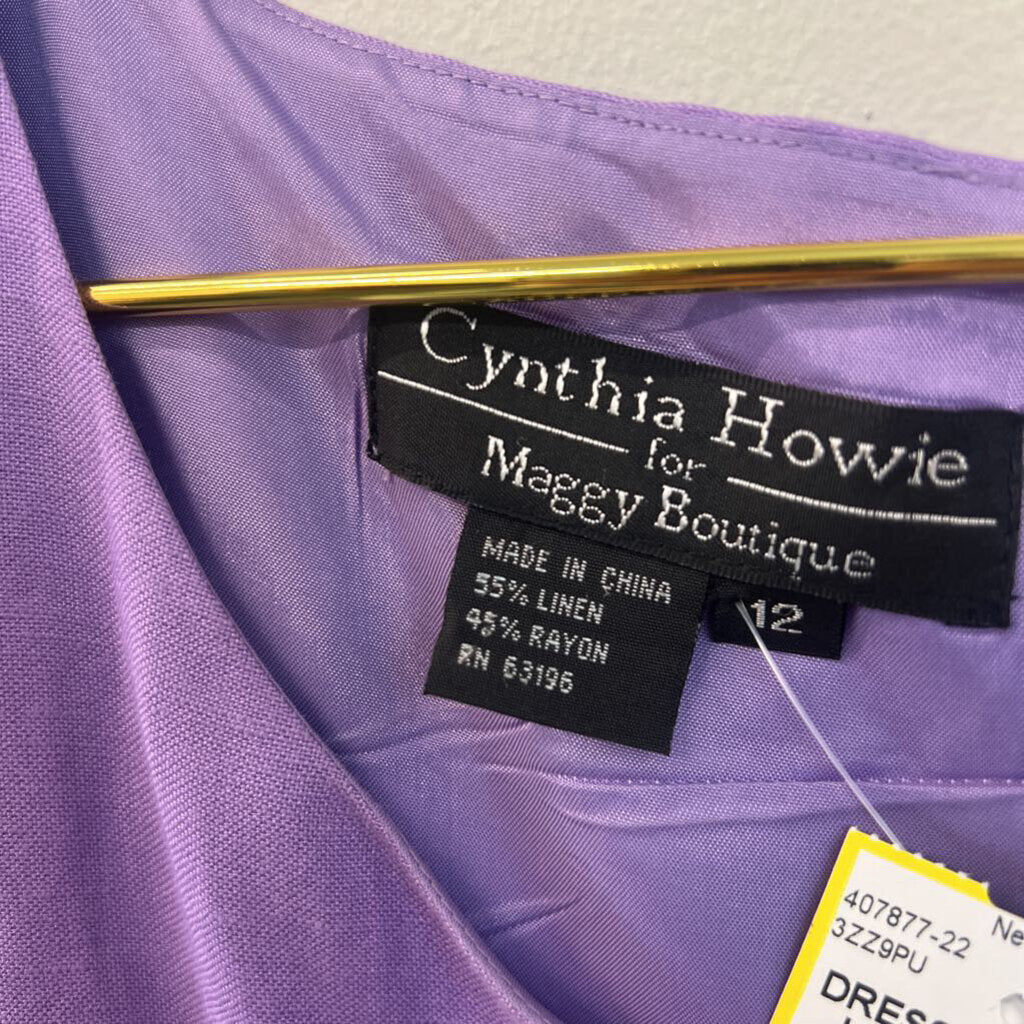 Cynthia Howie
for
Maggy Boutique
MADE IN CHINA
55% LINEN
45% RAYON
RN 63196
12
407877-22
3ZZ9PU